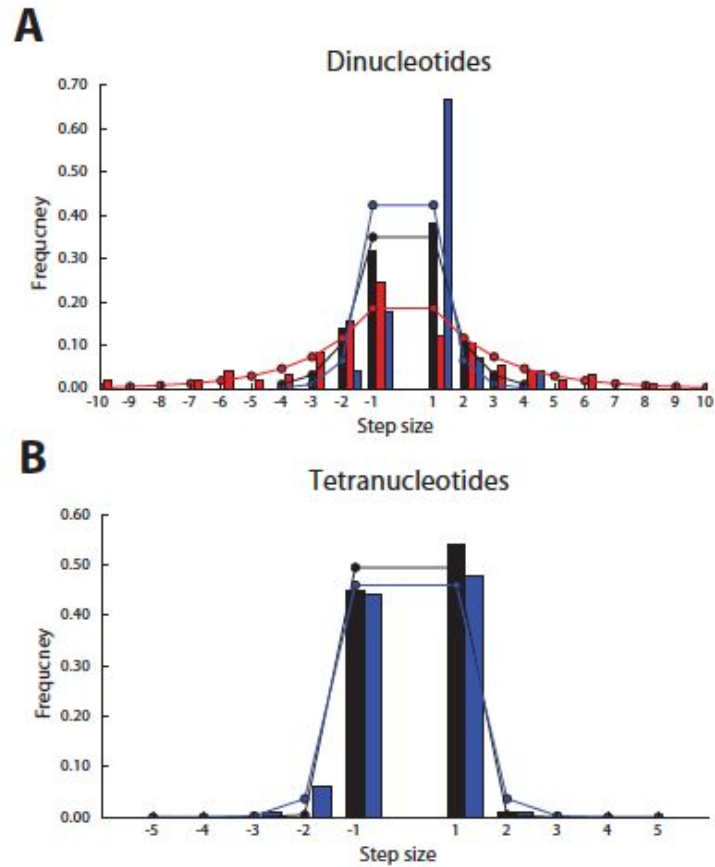 A
Dinucleotides
0.70
0.60
0.50
0.40
0.30
0.20
0.10
0.00
Frequcney
-10 -9 -8 -7 -6 -5 -4 -3 -2 -1 1 2 3 4 5 6 7 8 9 10
Step size
B
Tetranucleotides
0.60
0.50
0.40
0.30
0.20
0.10
0.00
Frequcney
-5 -4 -3 -2 -1 1 2 3 4 5
Step size